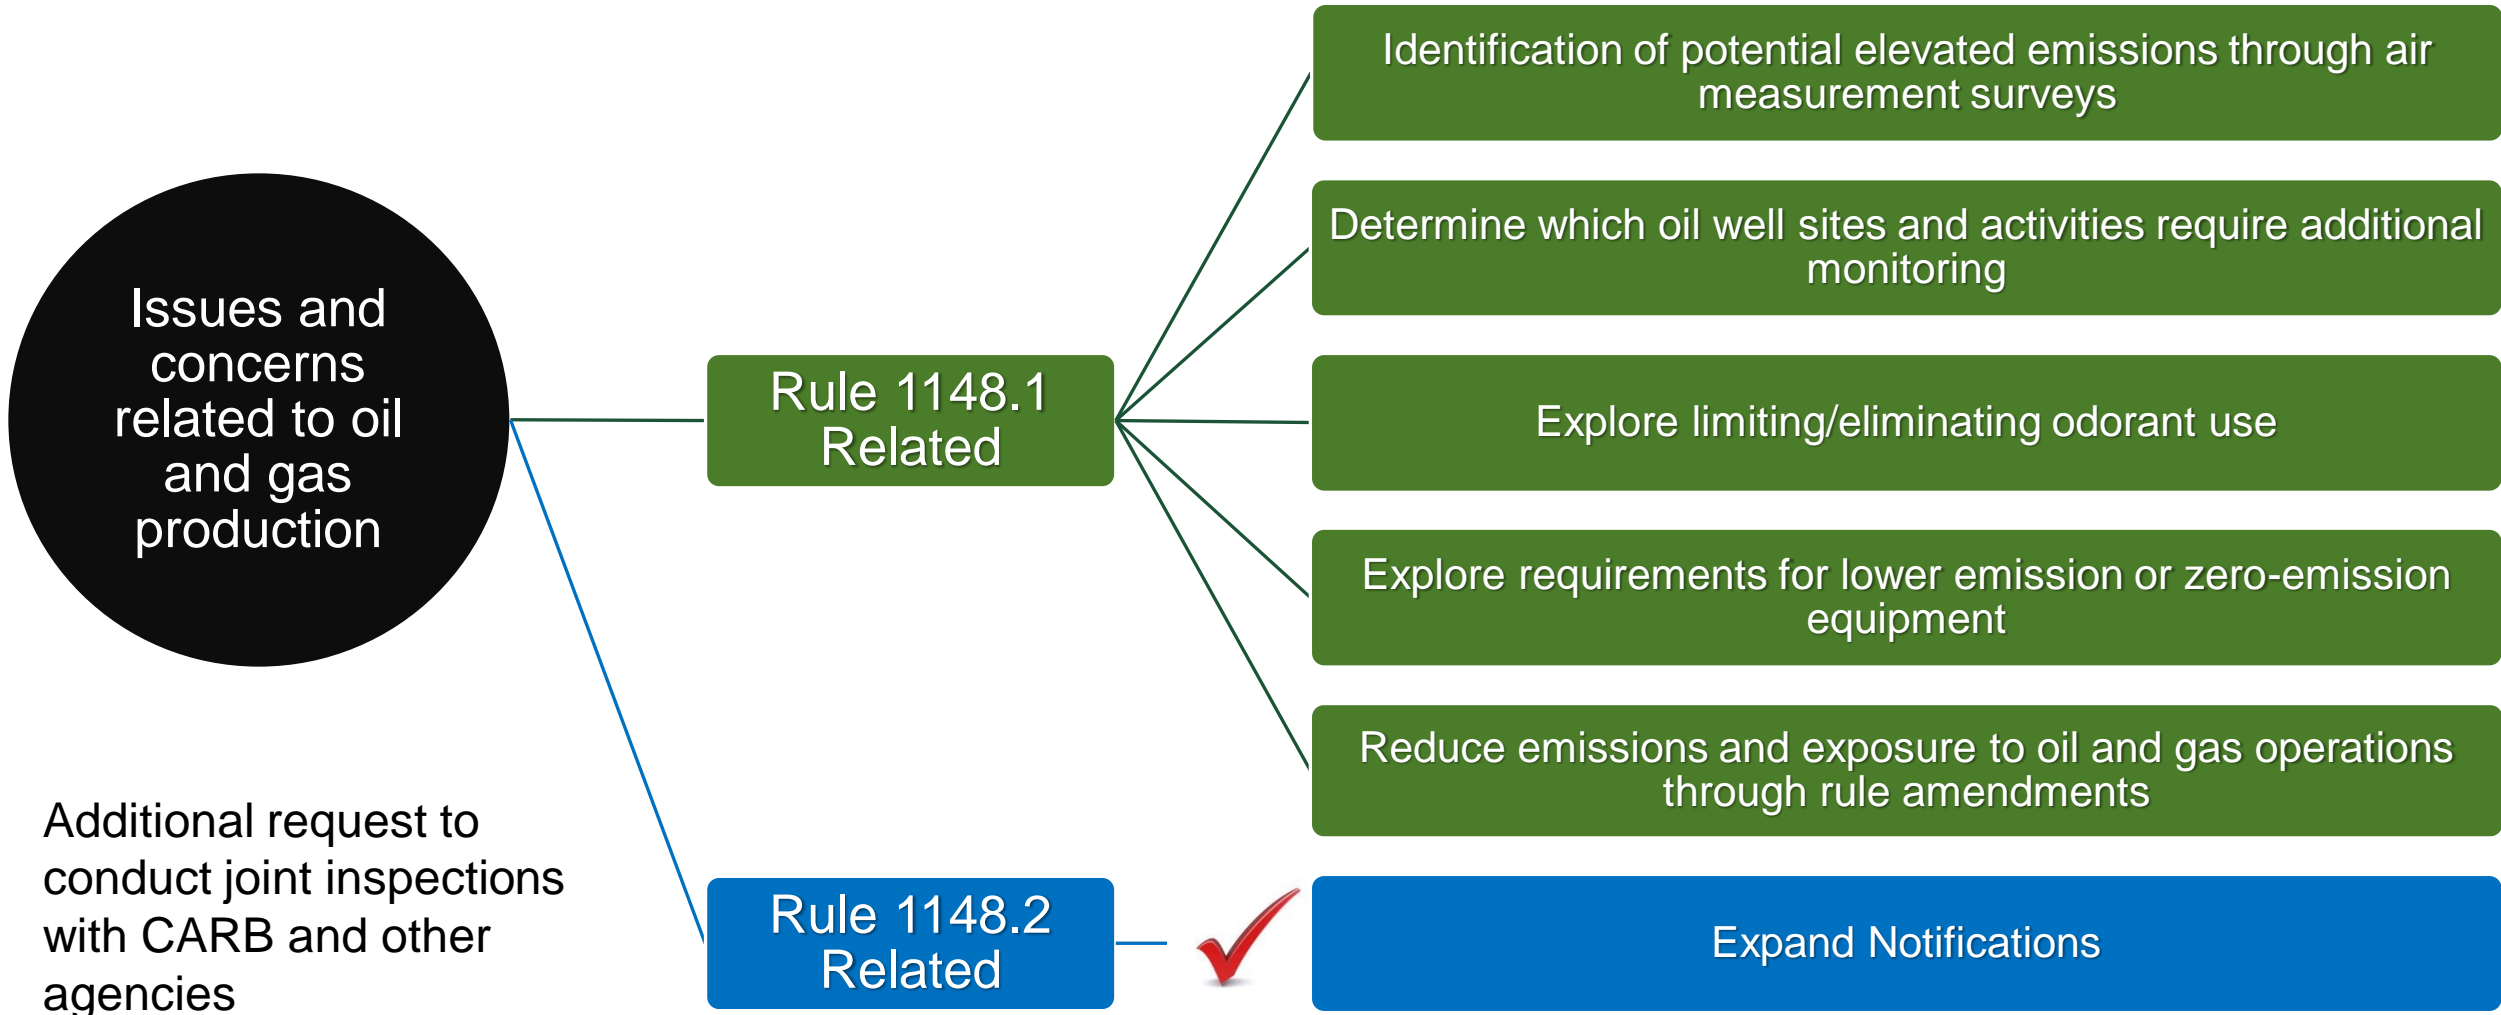 Issues and
concerns
related to oil
and gas
production
Rule 1148.1
Related
Identification of potential elevated emissions through air
measurement surveys
Determine which oil well sites and activities require additional
monitoring
Explore limiting/eliminating odorant use
Explore requirements for lower emission or zero-emission
equipment
Reduce emissions and exposure to oil and gas operations
through rule amendments
Rule 1148.2
Related
Expand Notifications
Additional request to
conduct joint inspections
with CARB and other
agencies